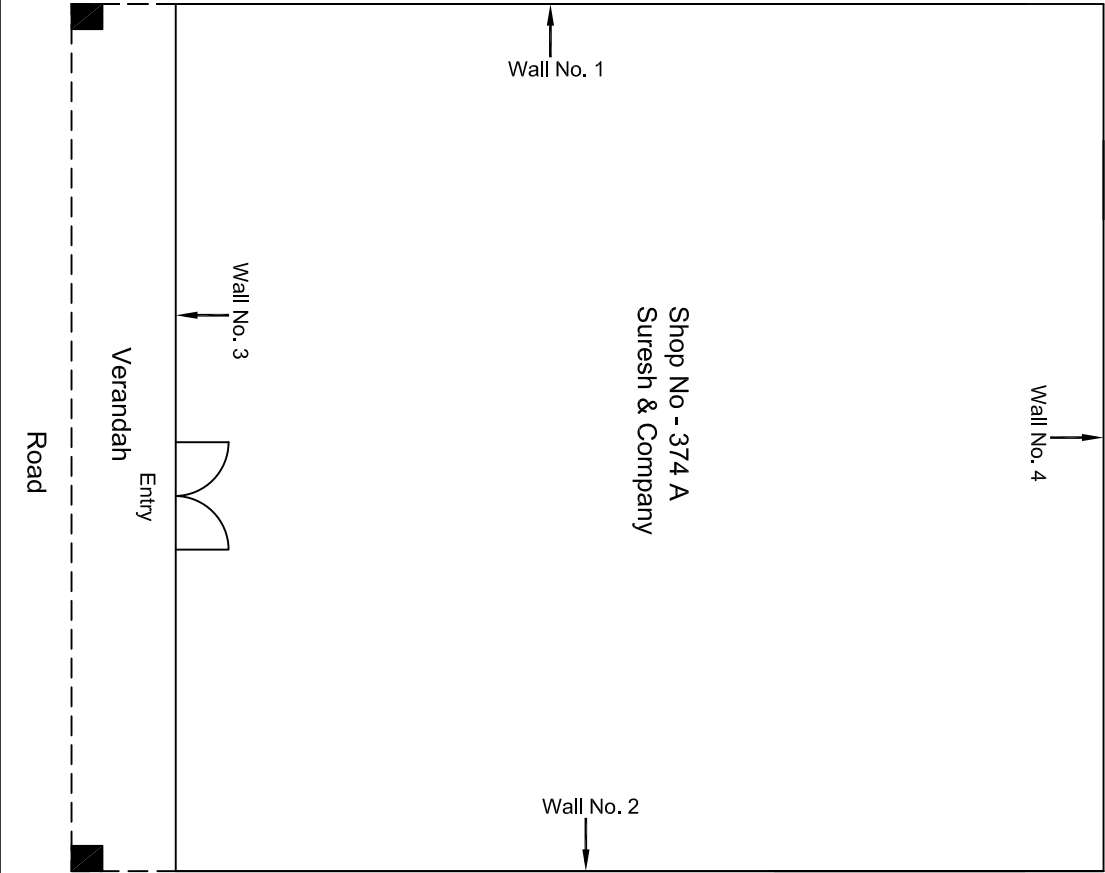 Wall No. 1
Wall No. 3
Shop No - 374 A
Suresh & Company
Wall No. 4
Verandah
Entry
Road
Wall No. 2